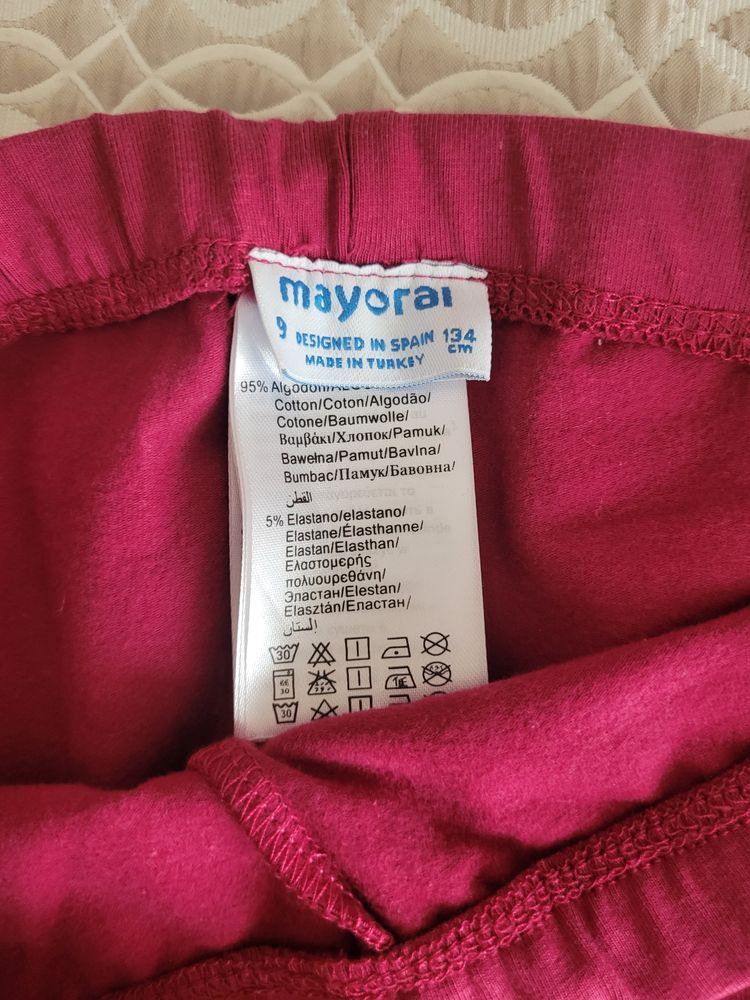 mayoral
9 DESIGNED IN SPAIN 134
cm
MADE IN TURKEY
95%
Cotton/Coton/Algodão/
Cotone/Baumwolle/
Βαμβάκι/Хлопок/Pamuk/
Bawełna/Pamut/Bavlna/
Bumbac/Памук/Бавовна/
القطن
5% Elastano/elastano/
Elastane/Élasthanne/
Elastan/Elasthan/
Ελαστομερής
πολυουρεθάνη/
Эластан/Elestan/
Elasztán/Еластан/
إلستان
30
30
30